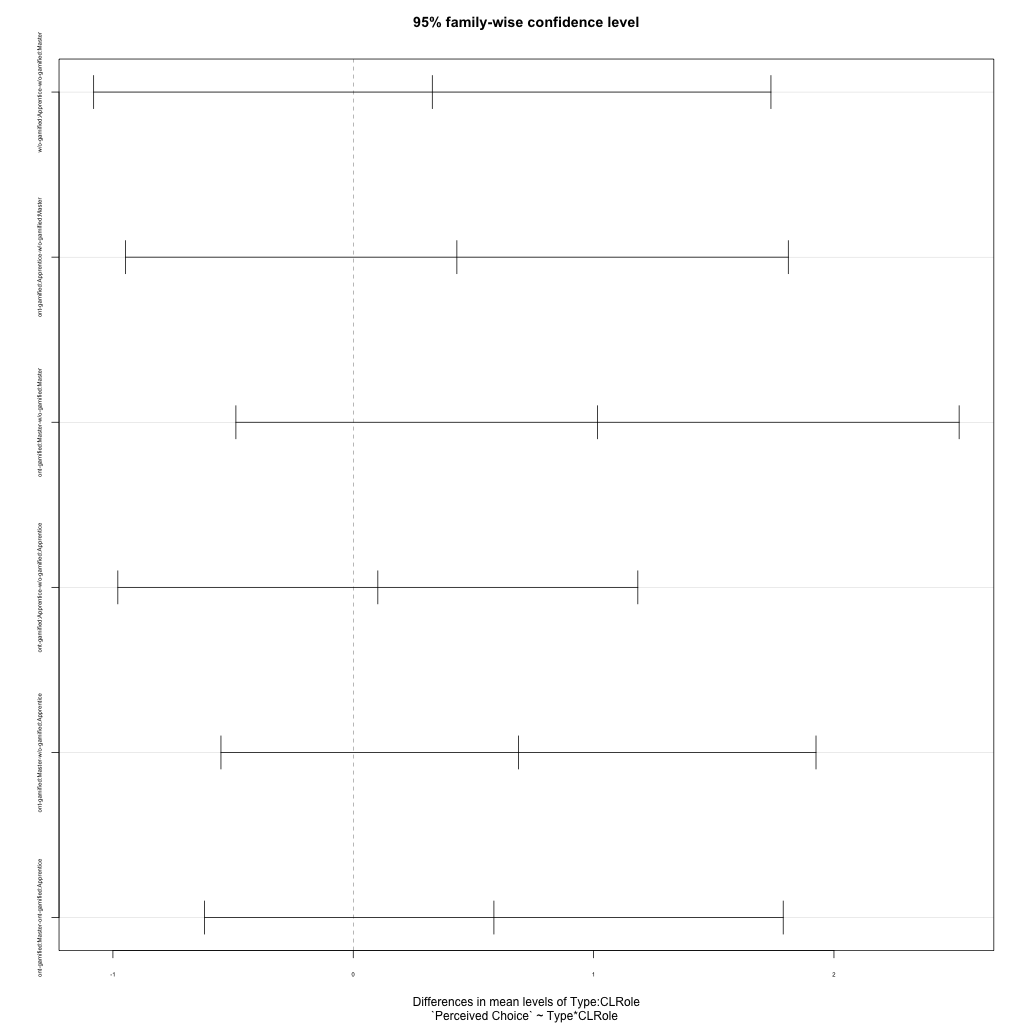 95% family-wise confidence level
w/o-gamified:Apprentice-w/o-gamified:Master
ont-gamified:Apprentice-w/o-gamified:Master
ont-gamified:Master-w/o-gamified:Master
ont-gamified:Apprentice-w/o-gamified:Apprentice
ont-gamified:Master-w/o-gamified:Apprentice
ont-gamified:Master-ont-gamified:Apprentice
-1 0 1 2
Differences in mean levels of Type:CLRole
`Perceived Choice` ~ Type*CLRole